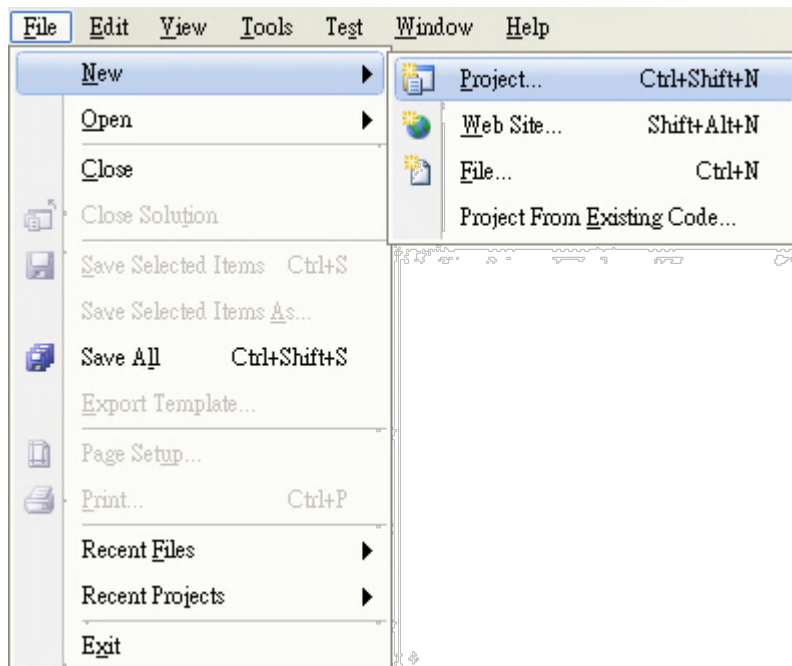 File Edit View Tools Test Window Help
New
Open
Close
Close Solution
Save Selected Items Ctrl+S
Save Selected Items As...
Save All Ctrl+Shift+S
Export Template...
Page Setup...
Print... Ctrl+P
Recent Files
Recent Projects
Exit
Project... Ctrl+Shift+N
Web Site... Shift+Alt+N
File... Ctrl+N
Project From Existing Code...